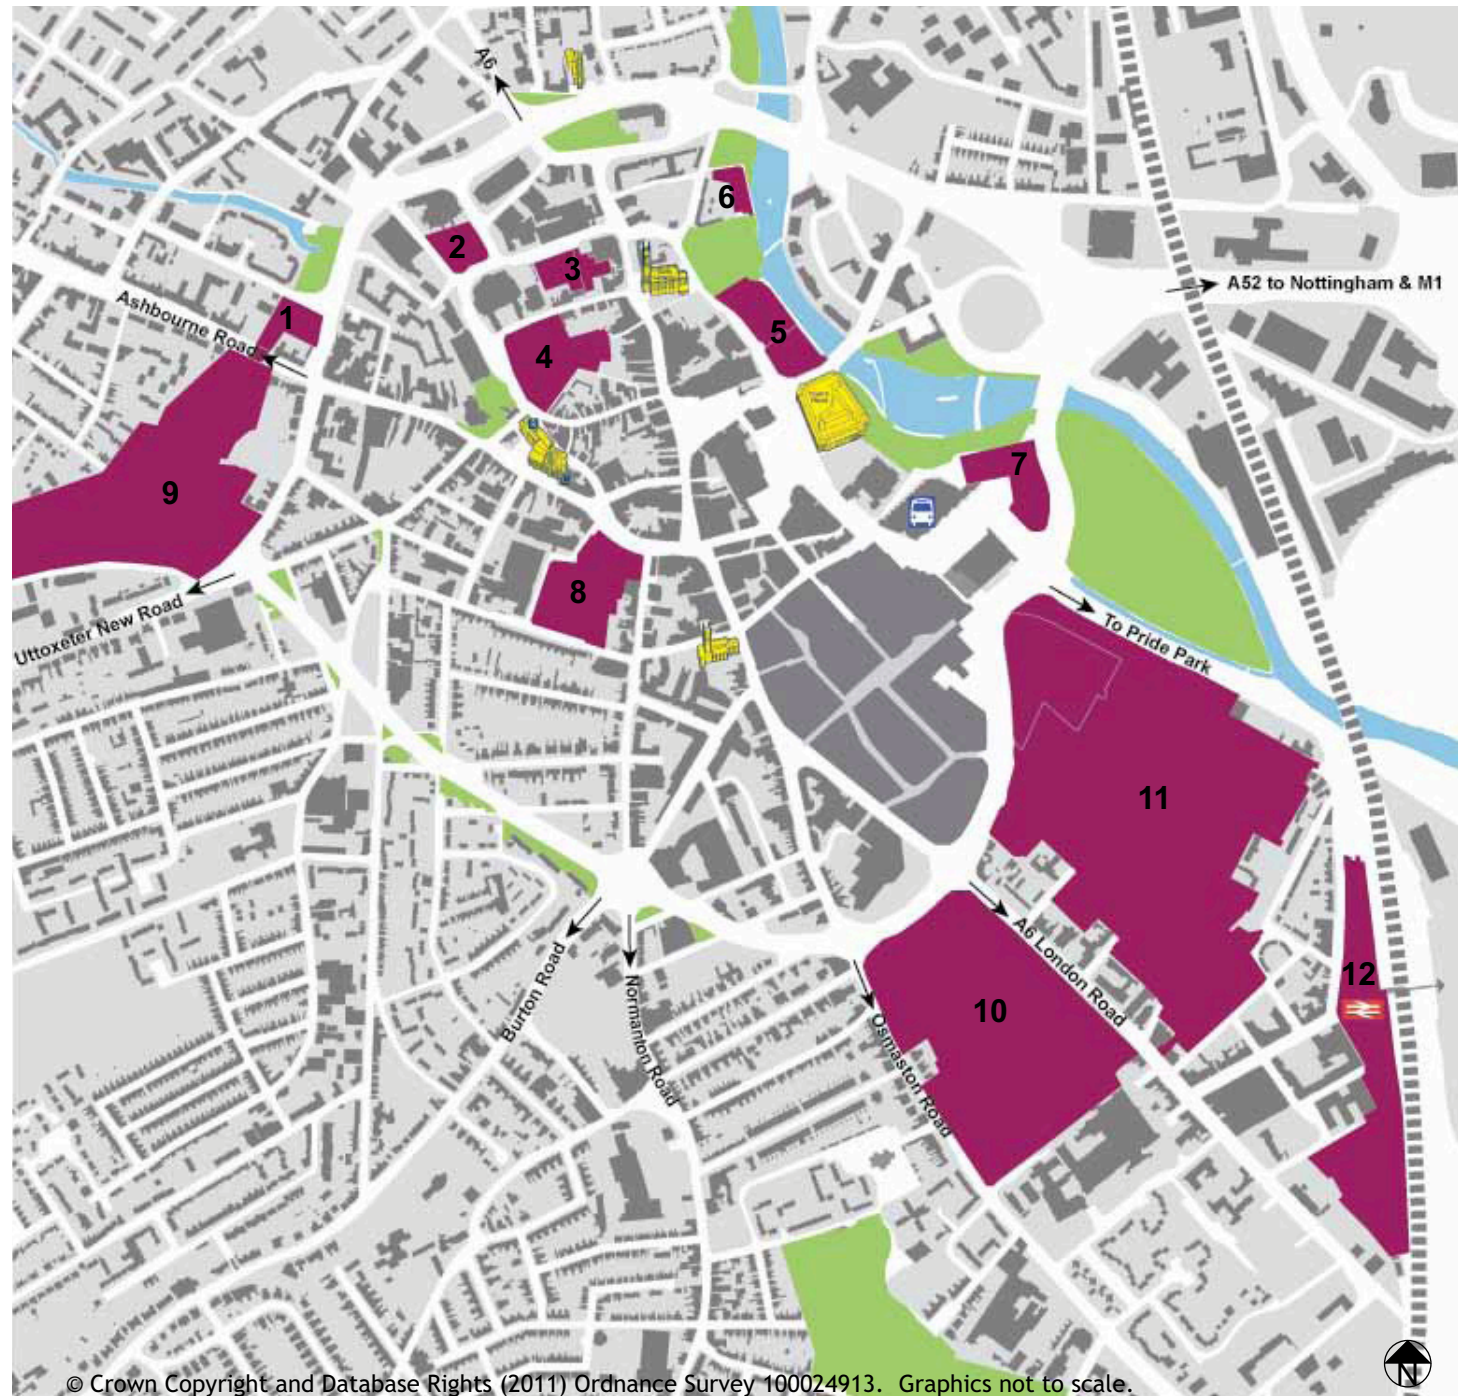 A6
6
2
3
A52 to Nottingham & M1
1
Ashbourne Road
5
4
7
9
8
Uttoxeter New Road
To Pride Park
11
A6 London Road
12
10
Burton Road
Normanton Road
Osmaston Road
N
© Crown Copyright and Database Rights (2011) Ordnance Survey 100024913. Graphics not to scale.